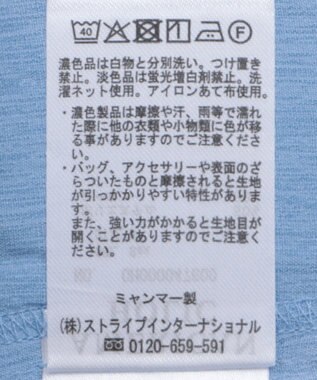 40 F
濃色品は白物と分別洗い。つけ置き
禁止。淡色品は蛍光増白剤禁止。洗
濯ネット使用。アイロンあて布使用。
・濃色製品は摩擦や汗、雨等で濡れ
た際に他の衣類や小物類に色が移
る事がありますのでご注意くださ
い。
・バッグ、アクセサリーや表面のざ
らついたものと摩擦されると生地
が引っかかりやすい特性がありま
す。
また、強い力がかかると生地目が
開くことがありますのでご注意く
ださい。
ミャンマー製
(株)ストライプインターナショナル
0120-659-591